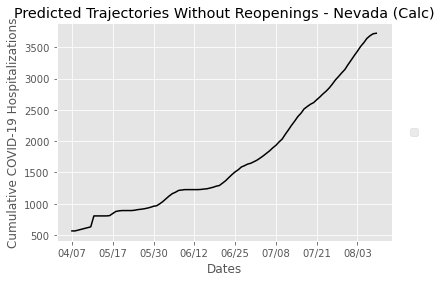 Predicted Trajectories Without Reopenings - Nevada (Calc)
Cumulative COVID-19 Hospitalizations
3500
3000
2500
2000
1500
1000
500
04/07 05/17 05/30 06/12 06/25 07/08 07/21 08/03
Dates